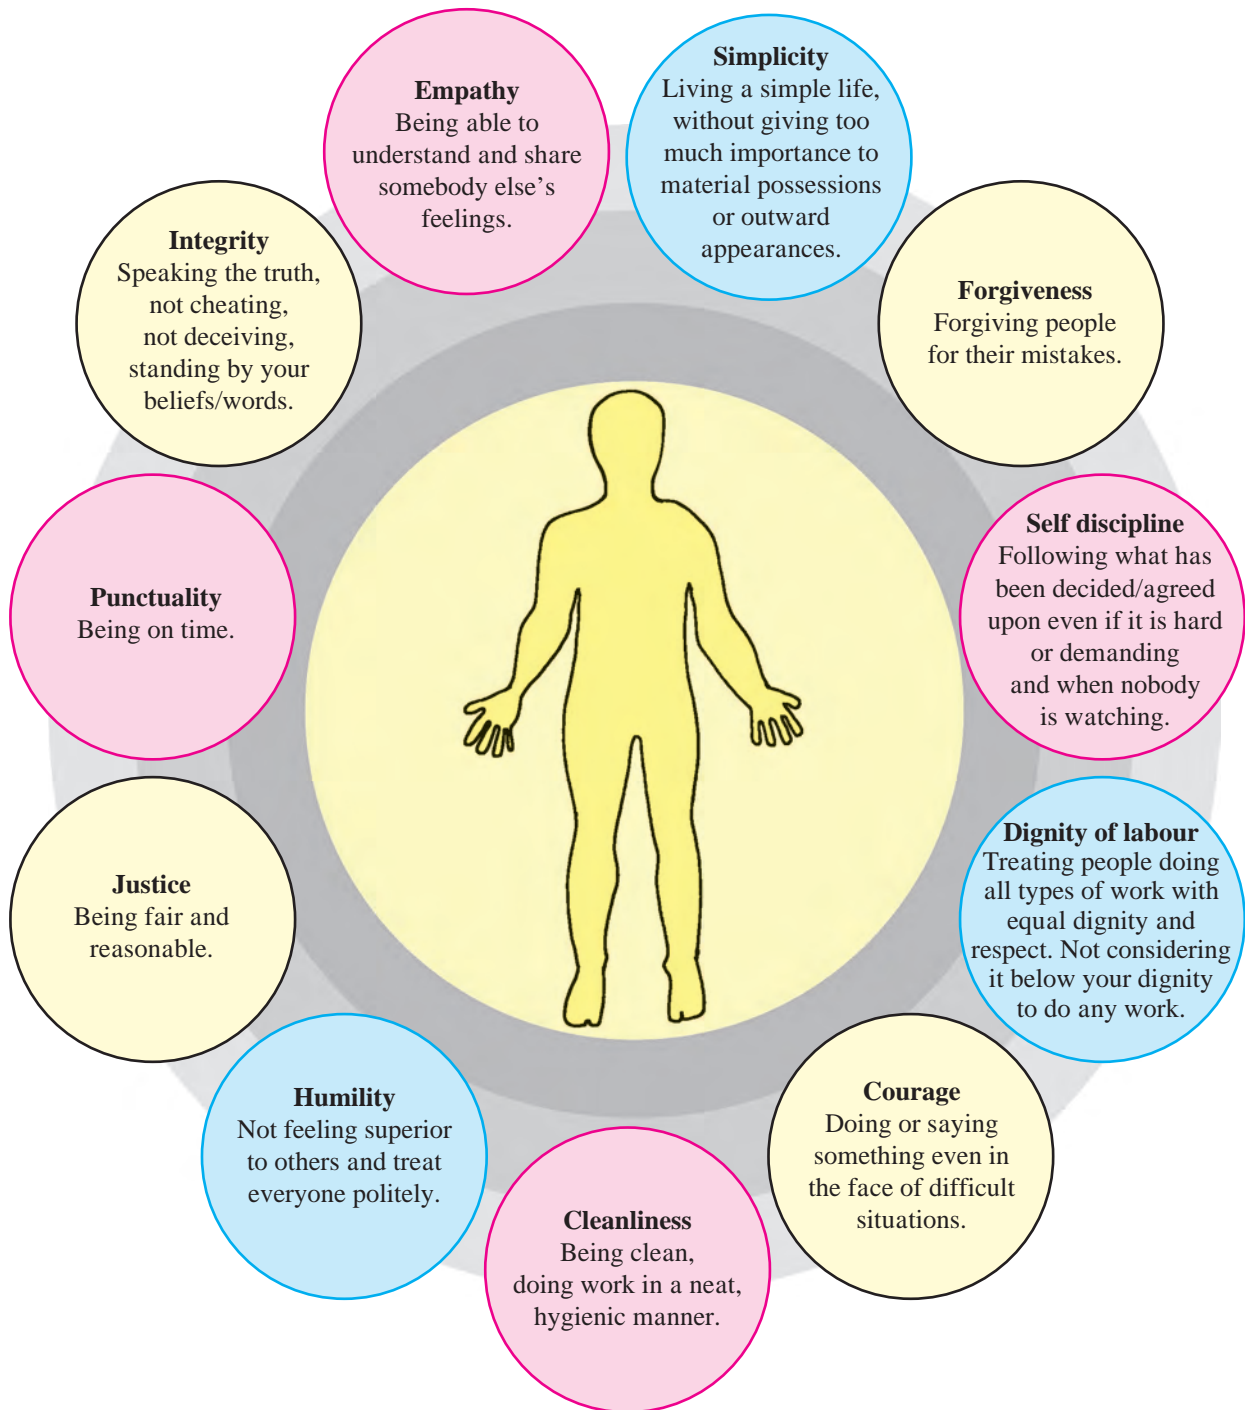 Empathy
Being able to
understand and share
somebody else’s
feelings.
Simplicity
Living a simple life,
without giving too
much importance to
material possessions
or outward
appearances.
Forgiveness
Forgiving people
for their mistakes.
Self discipline
Following what has
been decided/agreed
upon even if it is hard
or demanding
and when nobody
is watching.
Dignity of labour
Treating people doing
all types of work with
equal dignity and
respect. Not considering
it below your dignity
to do any work.
Courage
Doing or saying
something even in
the face of difficult
situations.
Cleanliness
Being clean,
doing work in a neat,
hygienic manner.
Humility
Not feeling superior
to others and treat
everyone politely.
Justice
Being fair and
reasonable.
Punctuality
Being on time.
Integrity
Speaking the truth,
not cheating,
not deceiving,
standing by your
beliefs/words.